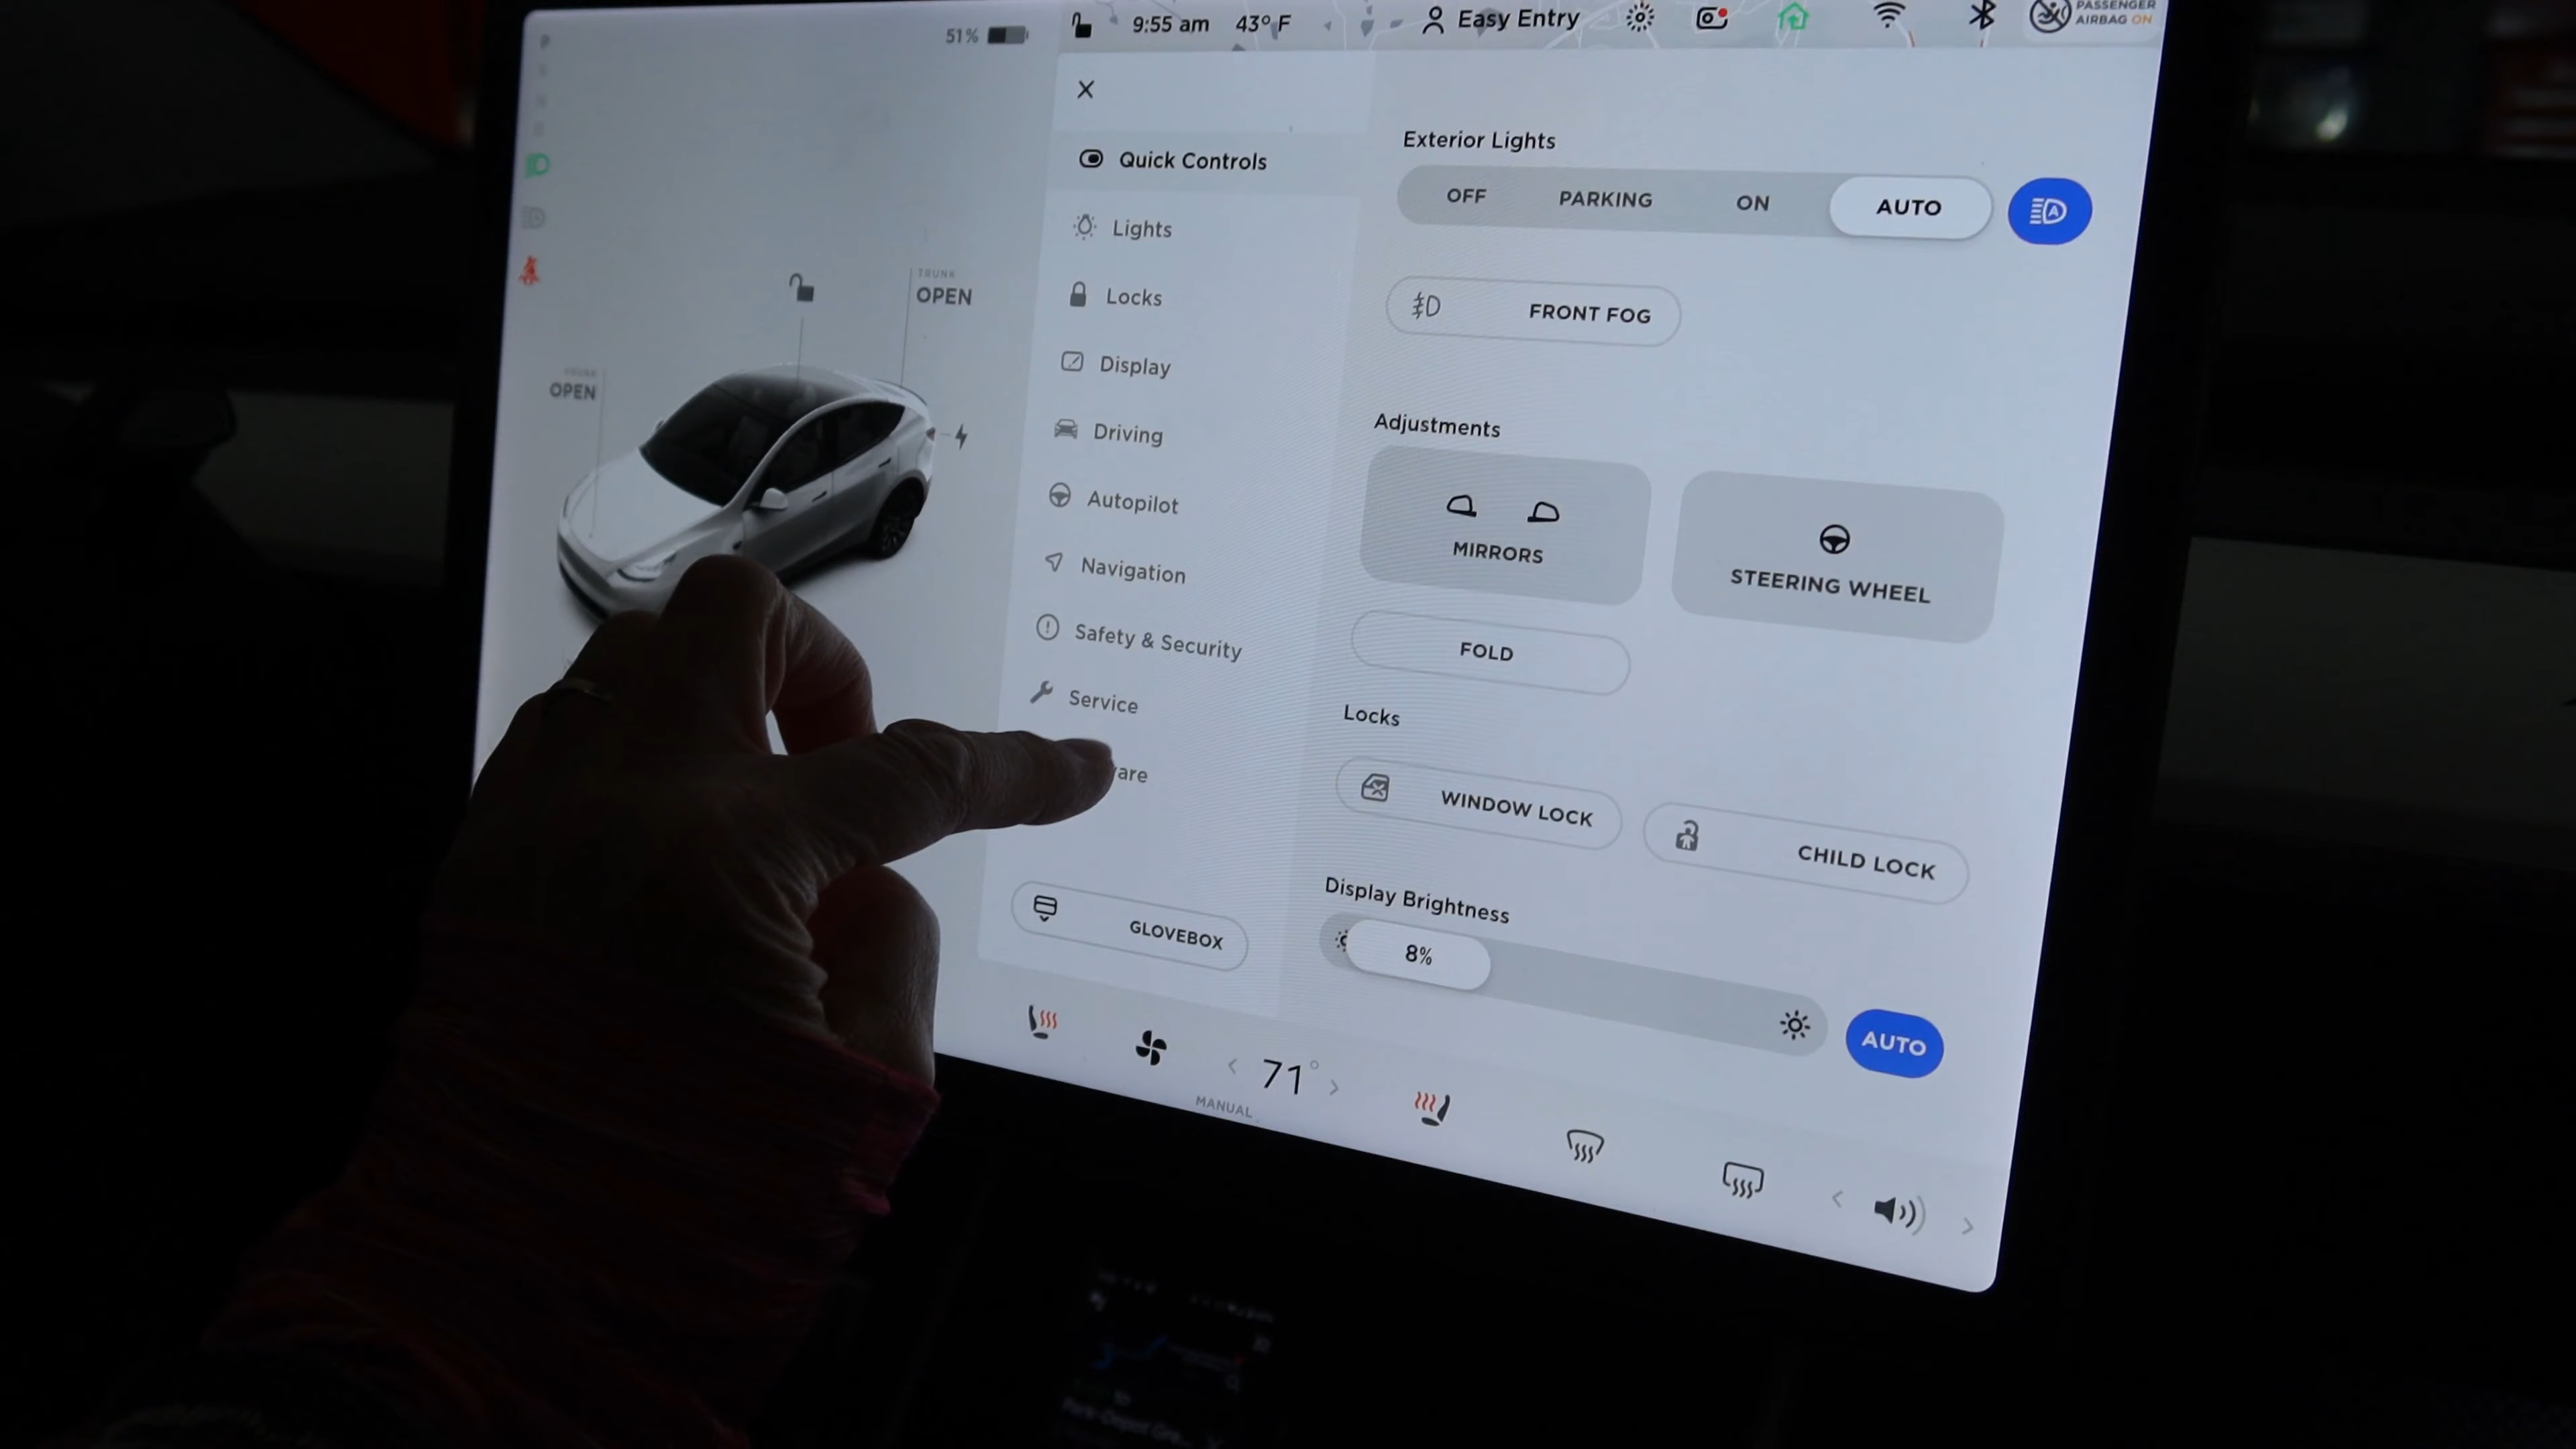 51%
9:55 am
43° F
Easy Entry
PASSENGER
AIRBAG ON
P
TRUNK
OPEN
OPEN
Quick Controls
Lights
Locks
Display
Driving
Autopilot
Navigation
Safety & Security
Service
ware
GLOVEBOX
Exterior Lights
OFF
PARKING
ON
AUTO
A
FRONT FOG
Adjustments
MIRRORS
STEERING WHEEL
FOLD
Locks
WINDOW LOCK
CHILD LOCK
Display Brightness
8%
AUTO
71°
MANUAL